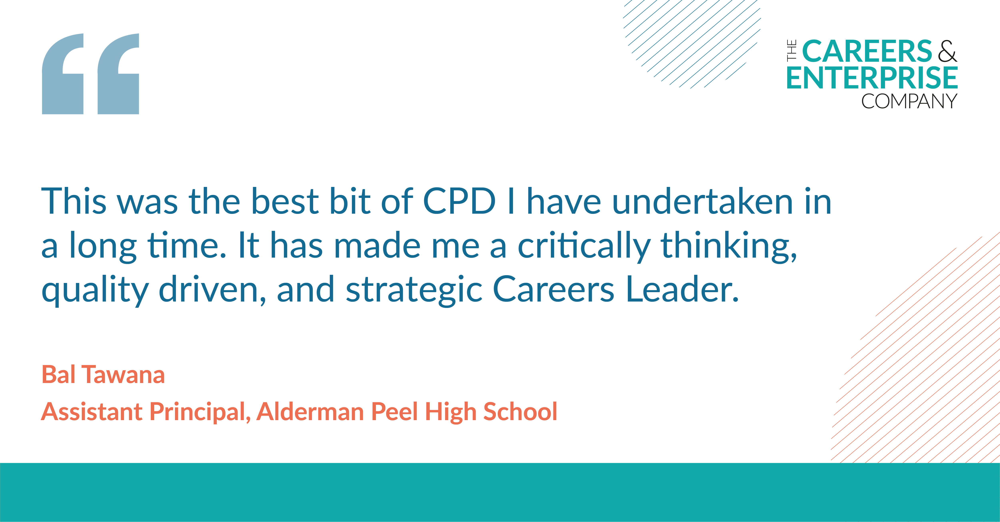 THE CAREERS &
ENTERPRISE
COMPANY
This was the best bit of CPD I have undertaken in
a long time. It has made me a critically thinking,
quality driven, and strategic Careers Leader.
Bal Tawana
Assistant Principal, Alderman Peel High School